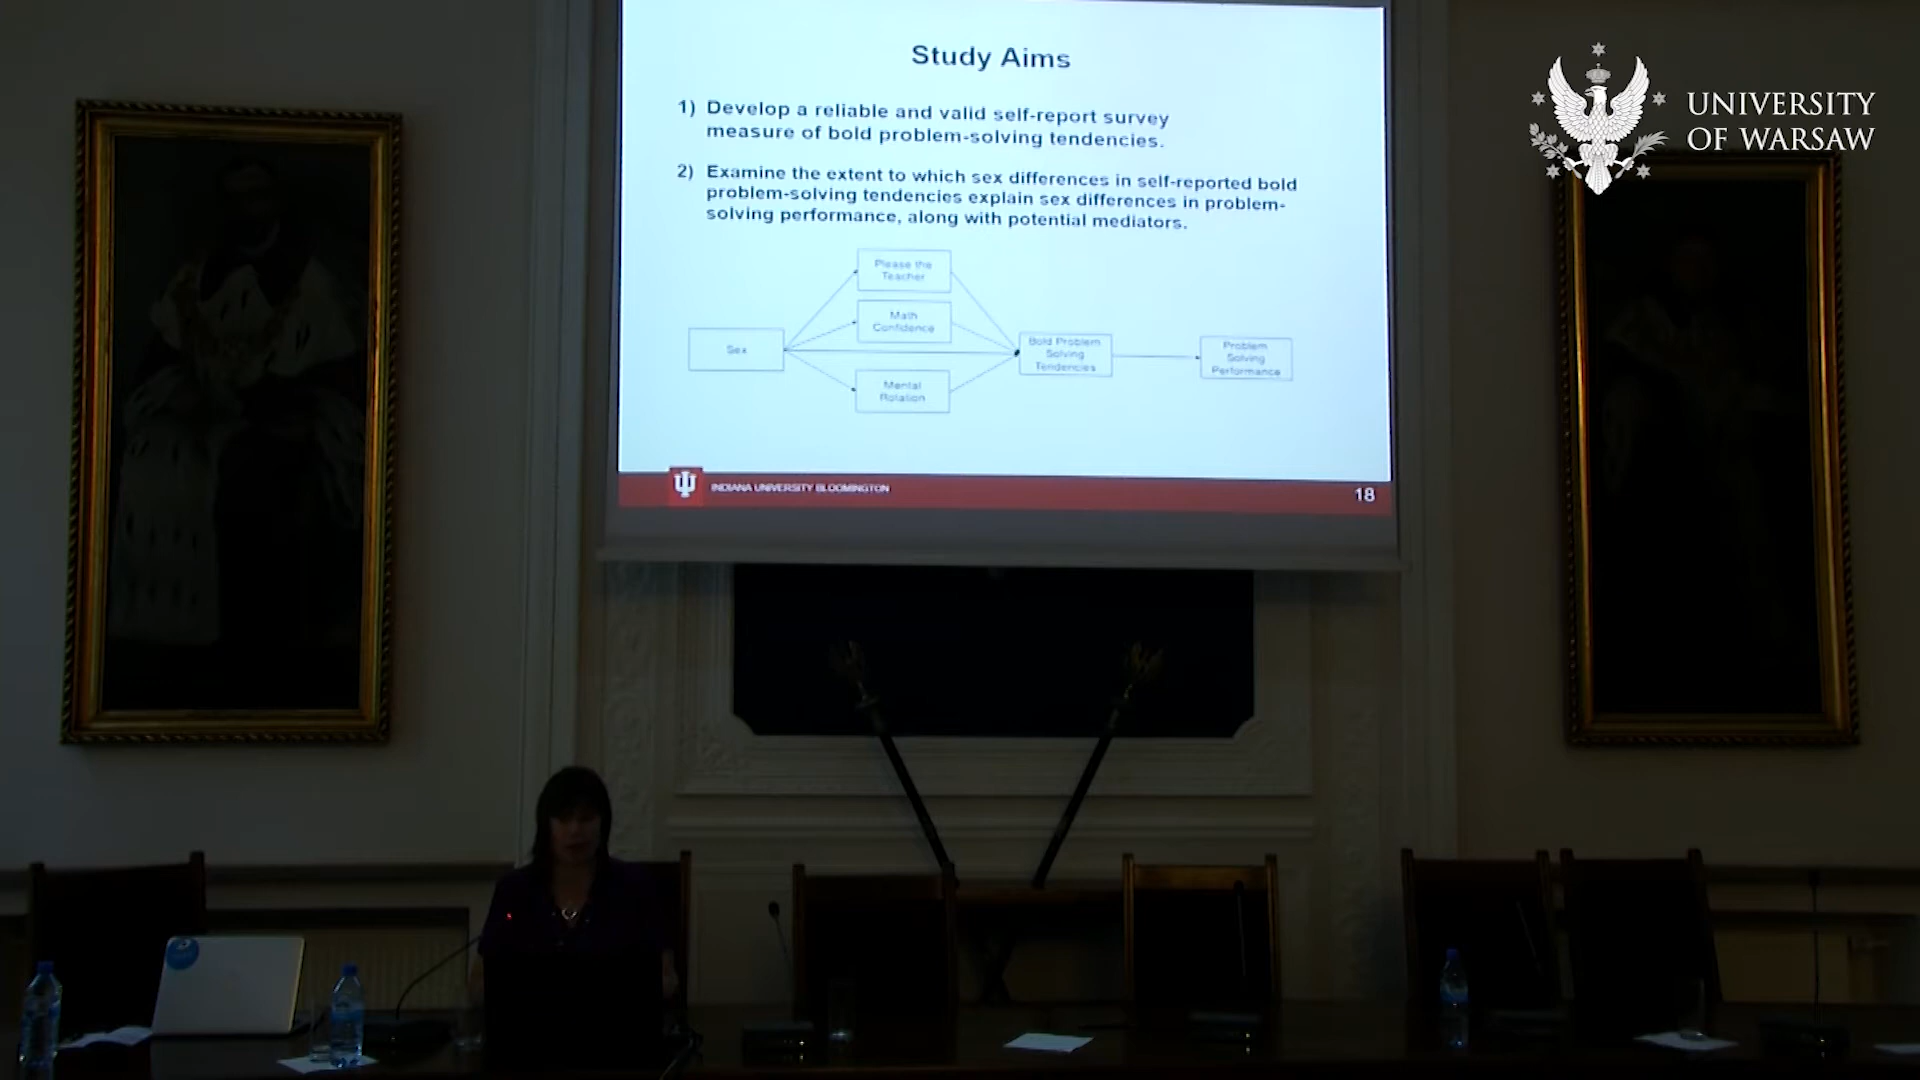 Study Aims
1) Develop a reliable and valid self-report survey
measure of bold problem-solving tendencies.
2) Examine the extent to which sex differences in self-reported bold
problem-solving tendencies explain sex differences in problem-
solving performance, along with potential mediators.
Please the
Teacher
Math
Confidence
Sex
Bold Problem
Solving
Tendencies
Problem
Solving
Performance
Mental
Rotation
INDIANA UNIVERSITY BLOOMINGTON
18
UNIVERSITY
OF WARSAW